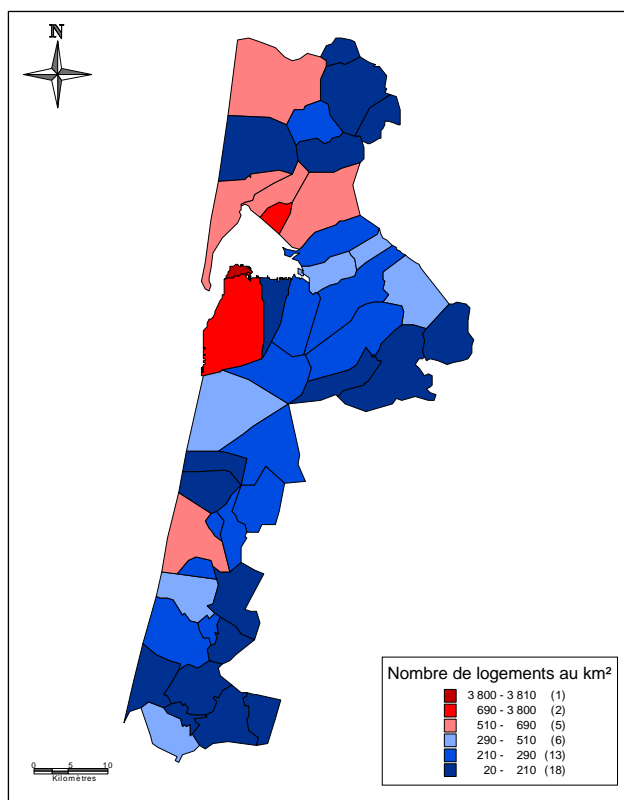 N
Nombre de logements au km²
3 800 - 3 810 (1)
690 - 3 800 (2)
510 - 690 (5)
290 - 510 (6)
210 - 290 (13)
20 - 210 (18)
0 5 10
Kilomètres